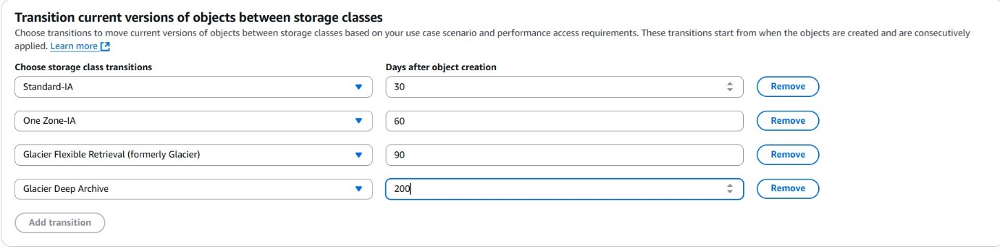 Transition current versions of objects between storage classes
Choose transitions to move current versions of objects between storage classes based on your use case scenario and performance access requirements. These transitions start from when the objects are created and are consecutively
applied. Learn more
Choose storage class transitions Days after object creation
Standard-IA 30 Remove
One Zone-IA 60 Remove
Glacier Flexible Retrieval (formerly Glacier) 90 Remove
Glacier Deep Archive 200 Remove
Add transition